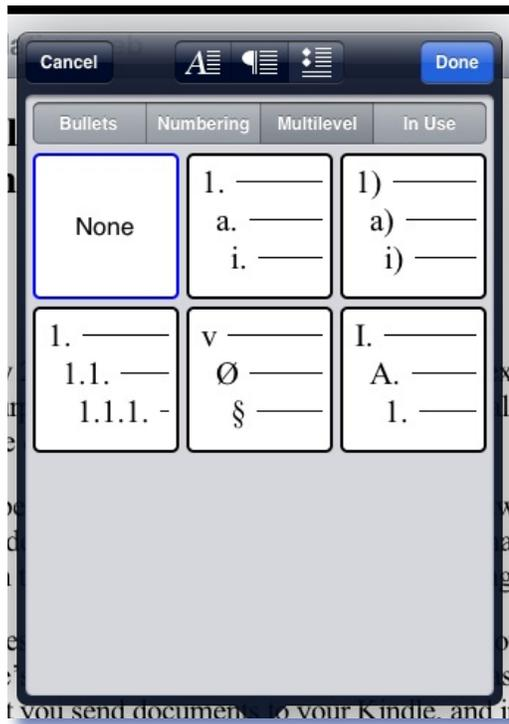 Cancel A ¶ Done
Bullets Numbering Multilevel In Use
None
1.
a.
i.
1)
a)
i)
1.
1.1.
1.1.1.
v
Ø
§
I.
A.
1.
t you send documents to your Kindle, and i